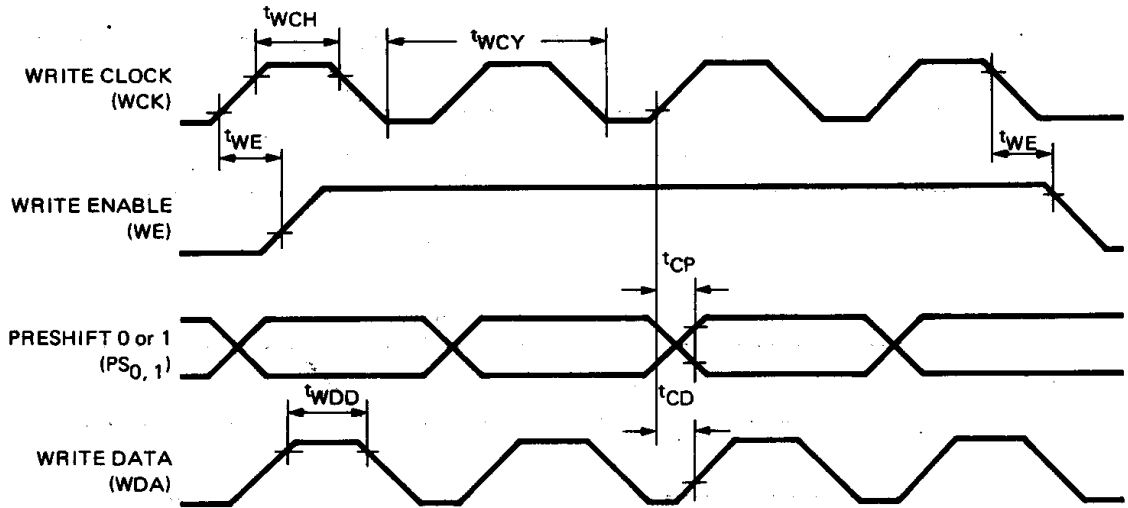 tWCH
tWCY
WRITE CLOCK
(WCK)
tWE
tWE
WRITE ENABLE
(WE)
tCP
PRESHIFT 0 or 1
(PS0, 1)
tWDD
tCD
WRITE DATA
(WDA)